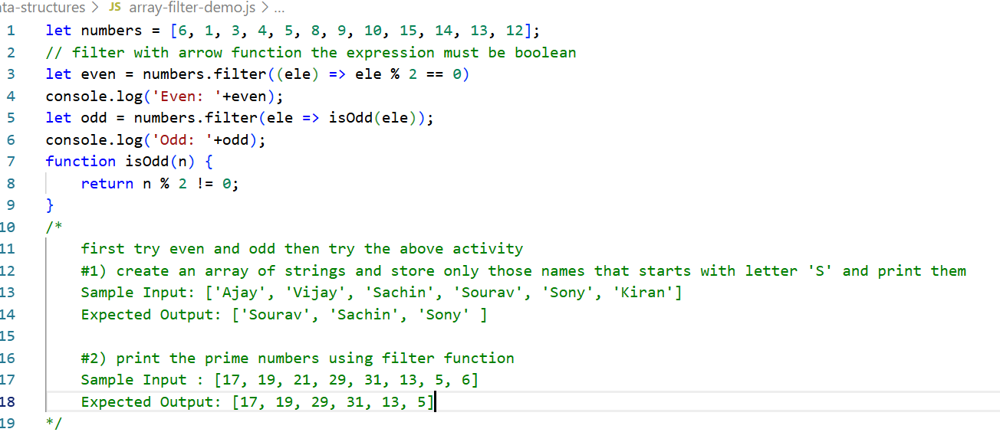 ta-structures > JS array-filter-demo.js > ...
1 let numbers = [6, 1, 3, 4, 5, 8, 9, 10, 15, 14, 13, 12];
2 // filter with arrow function the expression must be boolean
3 let even = numbers.filter((ele) => ele % 2 == 0)
4 console.log('Even: '+even);
5 let odd = numbers.filter(ele => isOdd(ele));
6 console.log('Odd: '+odd);
7 function isOdd(n) {
8 return n % 2 != 0;
9 }
10 /*
11 first try even and odd then try the above activity
12 #1) create an array of strings and store only those names that starts with letter 'S' and print them
13 Sample Input: ['Ajay', 'Vijay', 'Sachin', 'Sourav', 'Sony', 'Kiran']
14 Expected Output: ['Sourav', 'Sachin', 'Sony' ]
15
16 #2) print the prime numbers using filter function
17 Sample Input : [17, 19, 21, 29, 31, 13, 5, 6]
18 Expected Output: [17, 19, 29, 31, 13, 5]
19 */